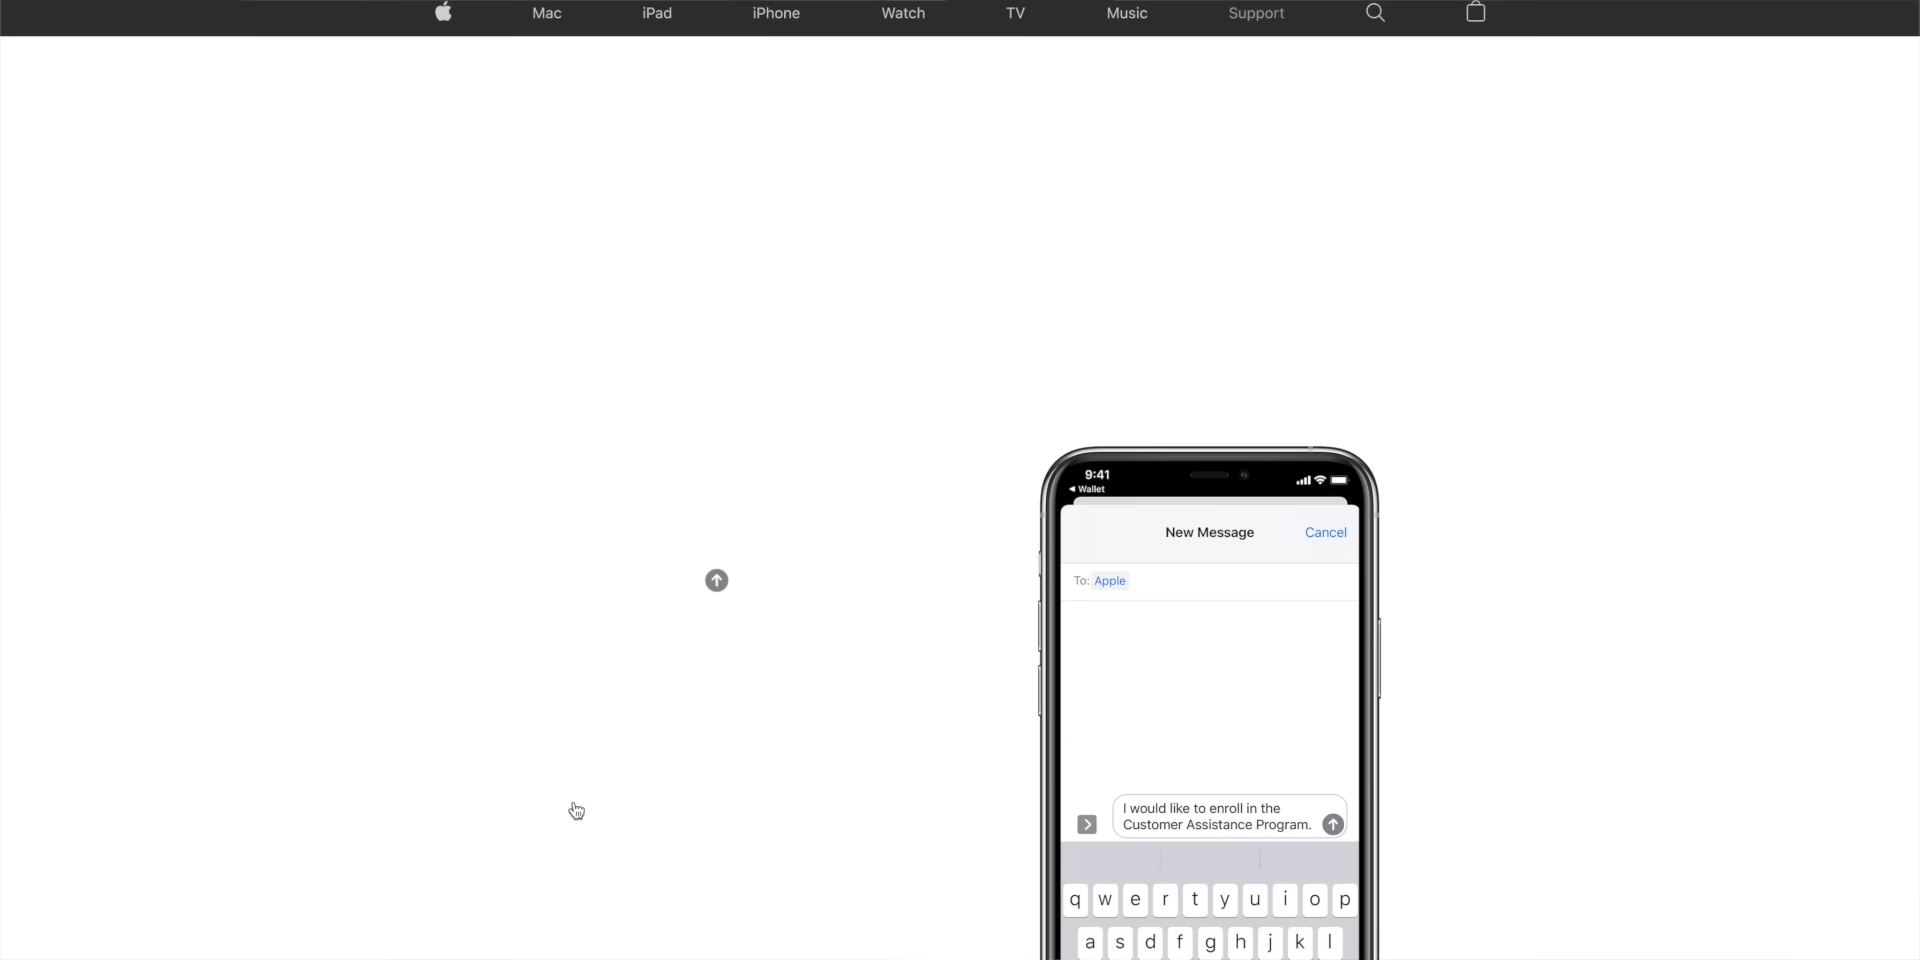 Mac iPad iPhone Watch TV Music Support
9:41
Wallet
New Message Cancel
To: Apple
I would like to enroll in the
Customer Assistance Program.
q w e r t y u i o p
a s d f g h j k l